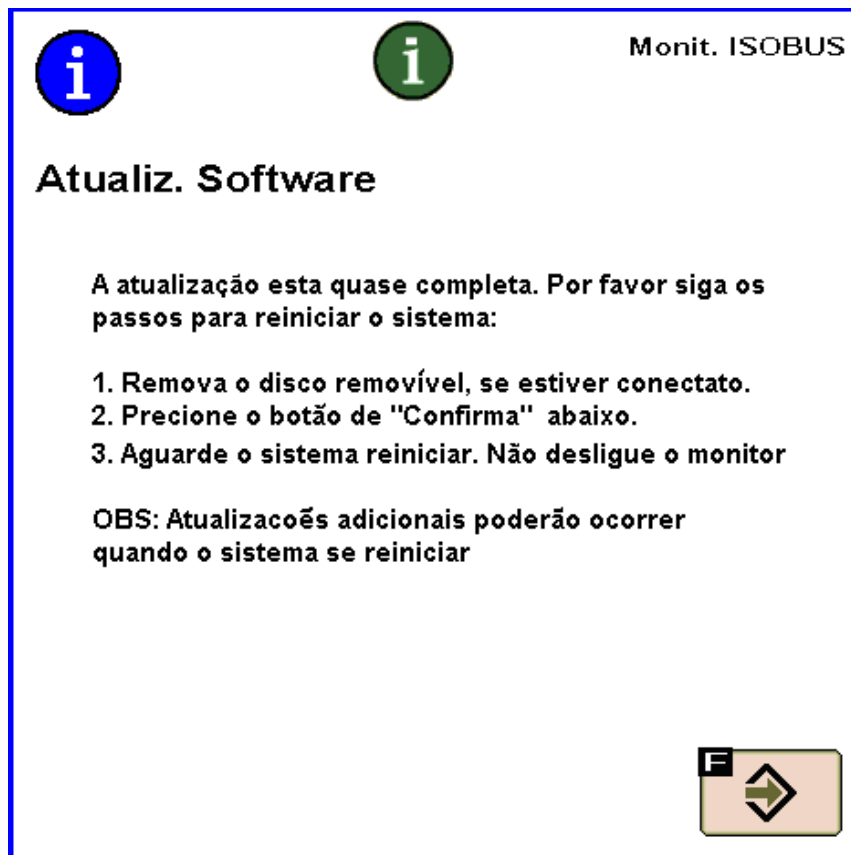 i
i
Monit. ISOBUS
Atualiz. Software
A atualização esta quase completa. Por favor siga os
passos para reiniciar o sistema:
1. Remova o disco removível, se estiver conectato.
2. Precione o botão de "Confirma" abaixo.
3. Aguarde o sistema reiniciar. Não desligue o monitor
OBS: Atualizacoẽs adicionais poderão ocorrer
quando o sistema se reiniciar
F